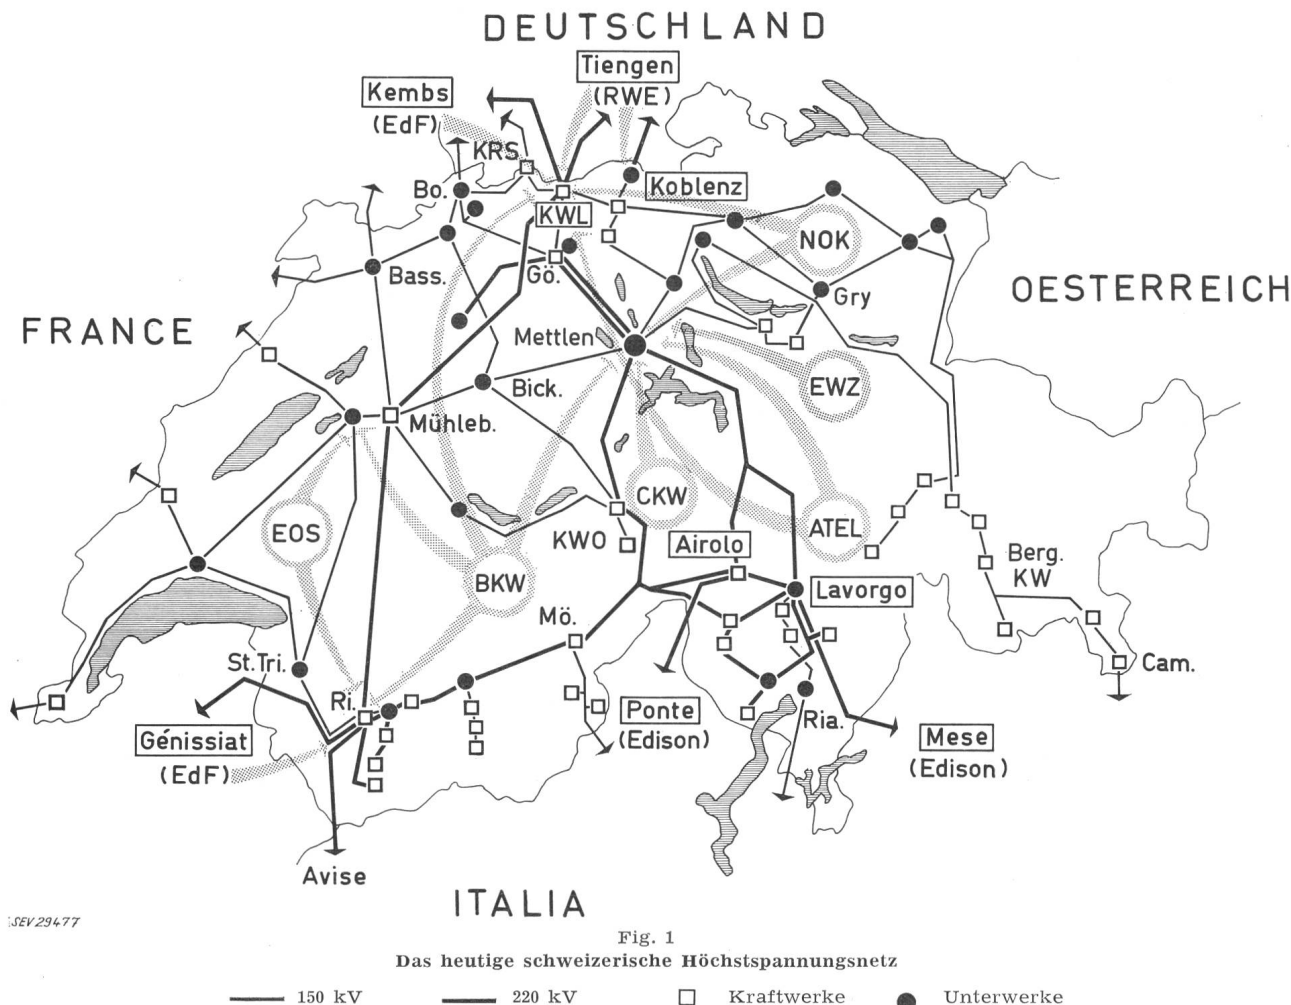 DEUTSCHLAND
Tiengen
(RWE)
Kembs
(EdF)
KRS
Bo.
Koblenz
KWL
NOK
Bass.
Gö.
Gry
OESTERREICH
FRANCE
Mettlen
EWZ
Bick.
Mühleb.
CKW
EOS
ATEL
KWO
Airolo
Berg.
KW
BKW
Lavorgo
Mö.
St.Tri.
Cam.
Ri.
Ponte
(Edison)
Ria.
Génissiat
(EdF)
Mese
(Edison)
Avise
ITALIA
SEV29477
Fig. 1
Das heutige schweizerische Höchstspannungsnetz
150 kV 220 kV Kraftwerke Unterwerke